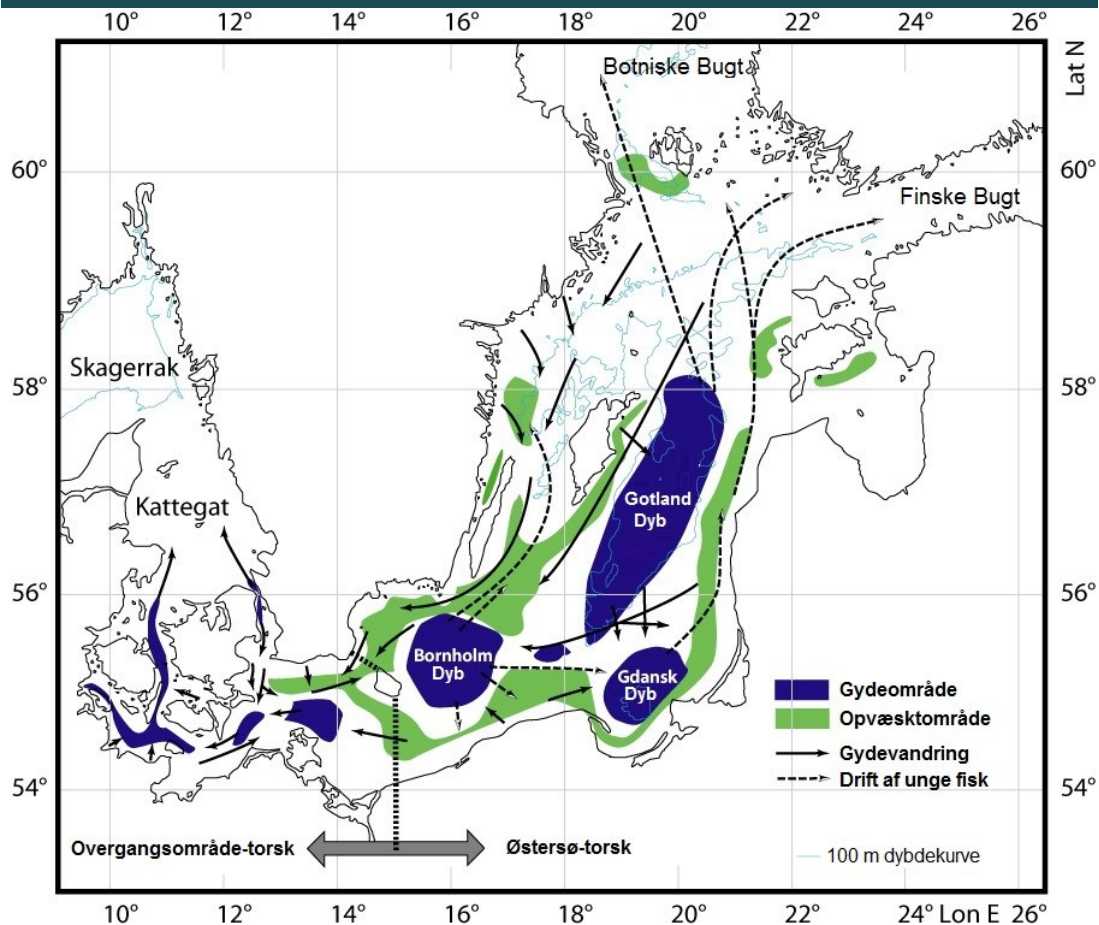 10° 12° 14° 16° 18° 20° 22° 24° 26°
Lat N
Botniske Bugt
60° 60°
Finske Bugt
Skagerrak
58° 58°
Kattegat
Gotland
Dyb
56° 56°
Bornholm
Dyb
Gdansk
Dyb
Gydeområde
Opvæsktområde
Gydevandring
Drift af unge fisk
54° 54°
Overgangsområde-torsk
Østersø-torsk
100 m dybdekurve
10° 12° 14° 16° 18° 20° 22° 24° Lon E 26°